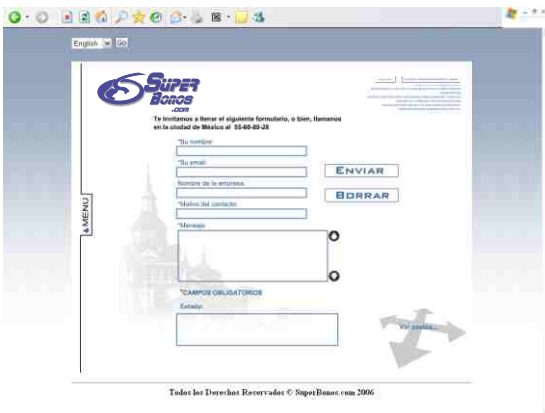 English Go
SUPER
BONOS
.COM
Te invitamos a llenar el siguiente formulario, o bien, llamanos
en la ciudad de México al 55-60-80-28
*Su nombre:
*Su email:
ENVIAR
Nombre de la empresa:
BORRAR
*Motivo del contacto:
MENU
*Mensaje:
*CAMPOS OBLIGATORIOS
Estado:
Todos los Derechos Reservados © SuperBonos.com 2006